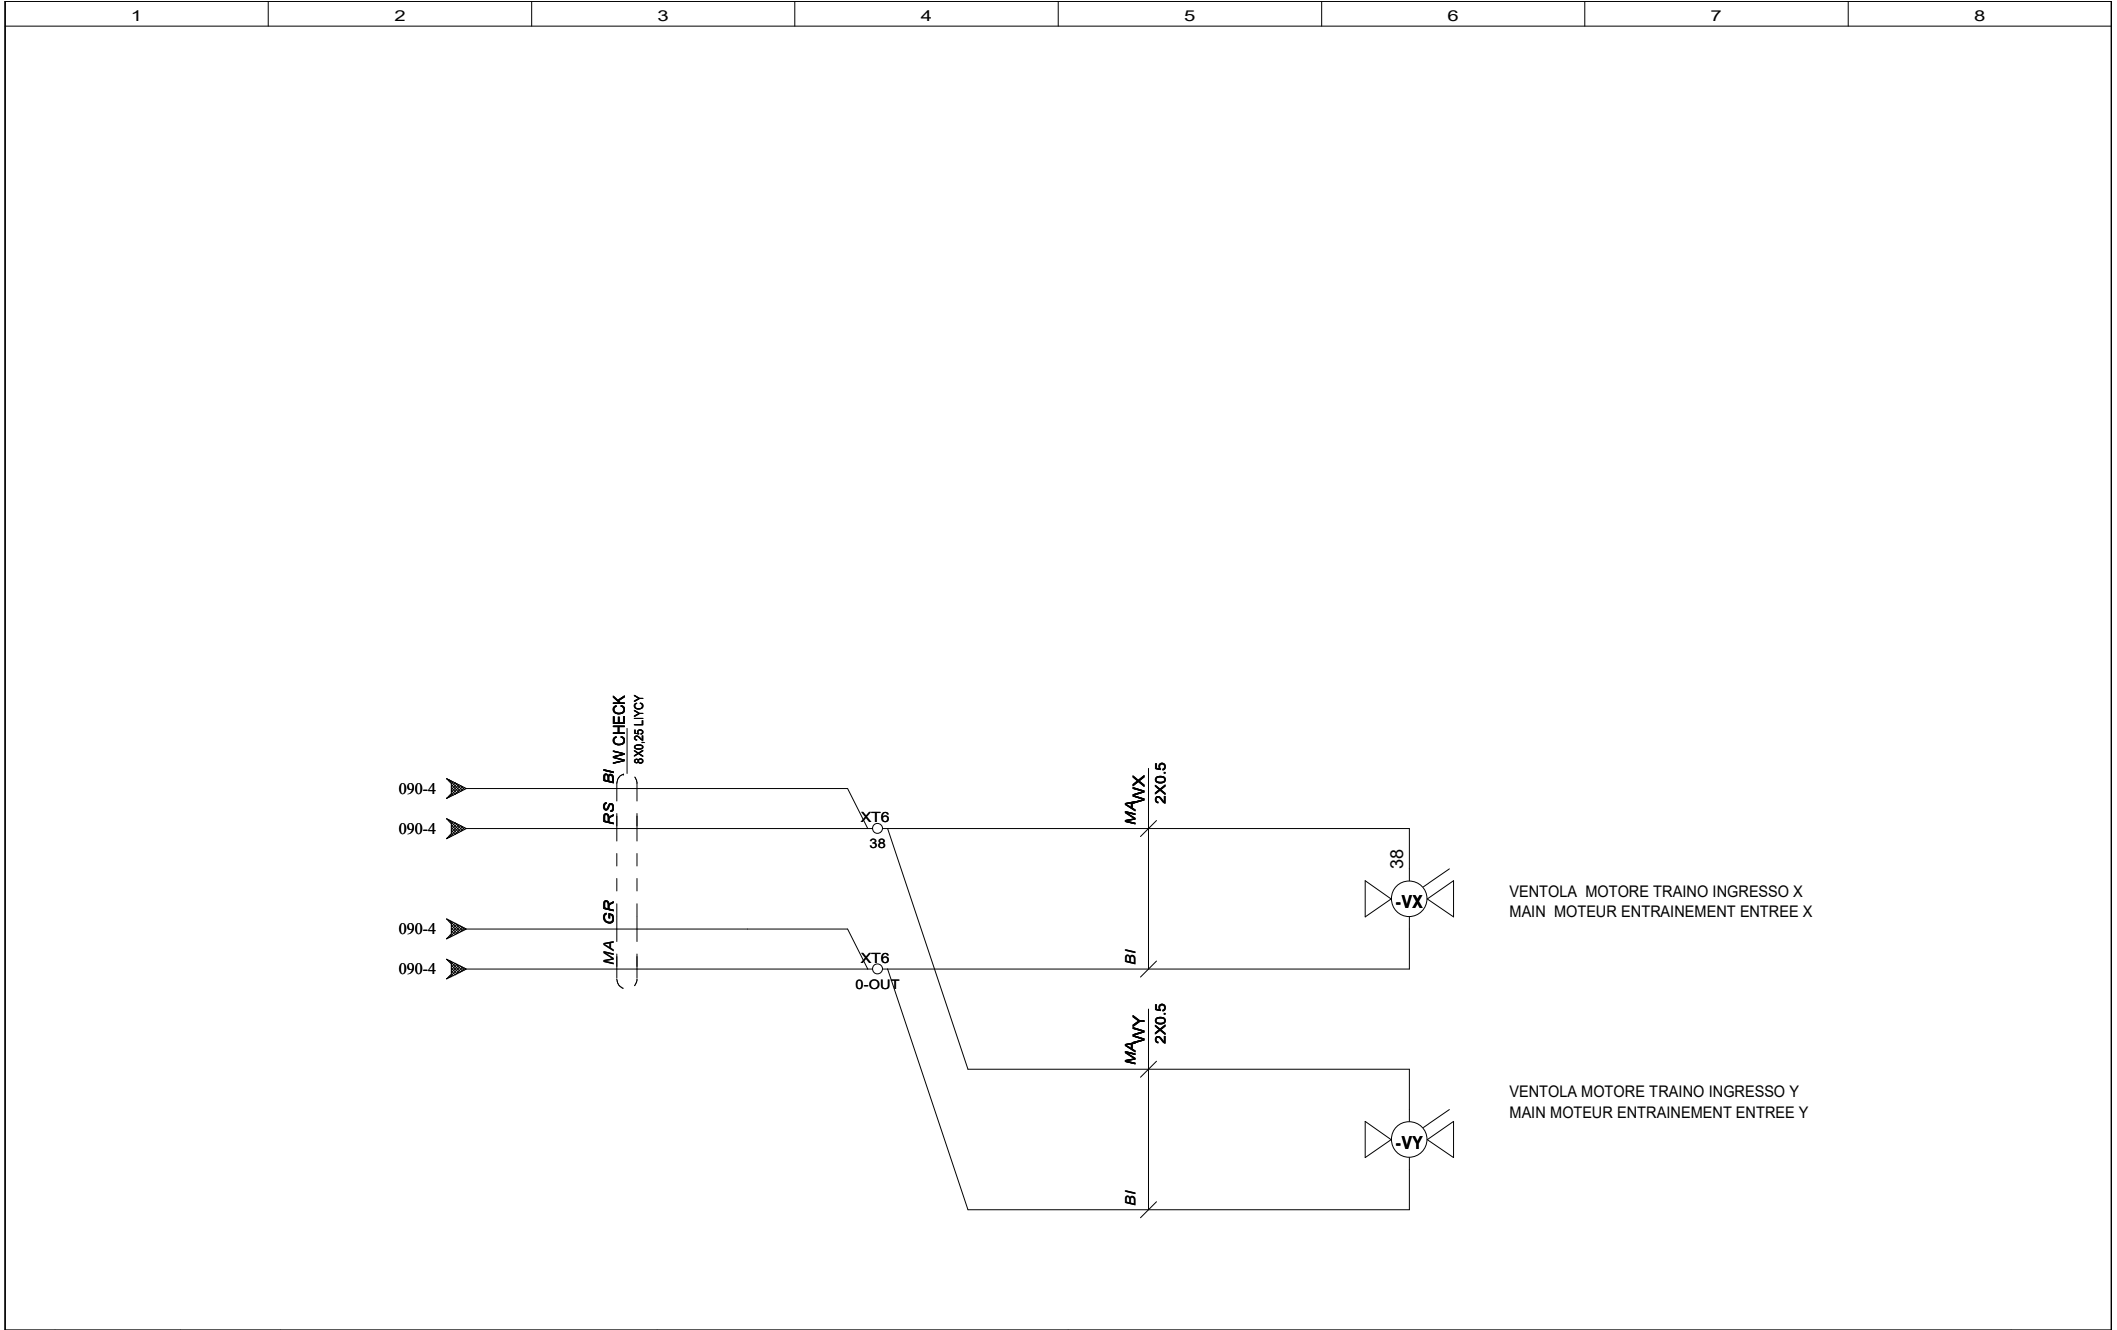 1 2 3 4 5 6 7 8
W CHECK
8X0,25 LIYCY
090-4 BI
090-4 RS
XT6
38
MA WX
2X0.5
38
-VX
VENTOLA MOTORE TRAINO INGRESSO X
MAIN MOTEUR ENTRAINEMENT ENTREE X
090-4 GR
090-4 MA
XT6
0-OUT
BI
MA WY
2X0.5
-VY
VENTOLA MOTORE TRAINO INGRESSO Y
MAIN MOTEUR ENTRAINEMENT ENTREE Y
BI